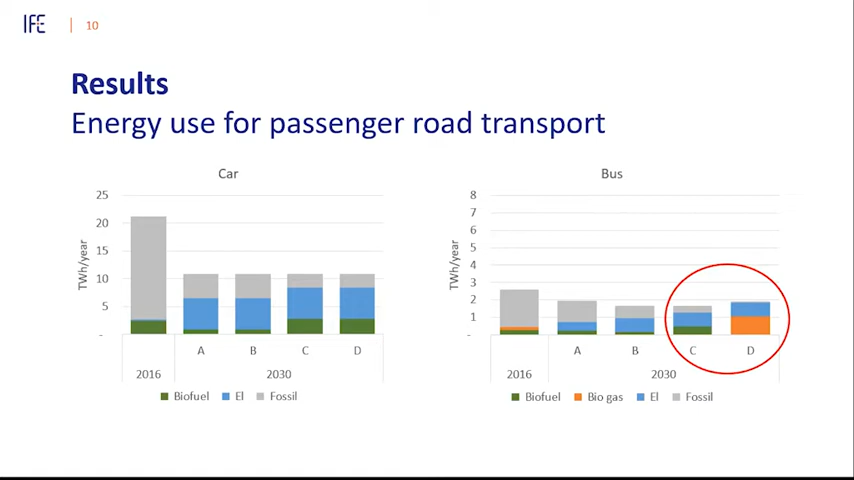 IFE | 10
Results
Energy use for passenger road transport
Car
TWh/year
25
20
15
10
5
-
A B C D
2016 2030
Biofuel El Fossil
Bus
TWh/year
8
7
6
5
4
3
2
1
-
A B C D
2016 2030
Biofuel Bio gas El Fossil